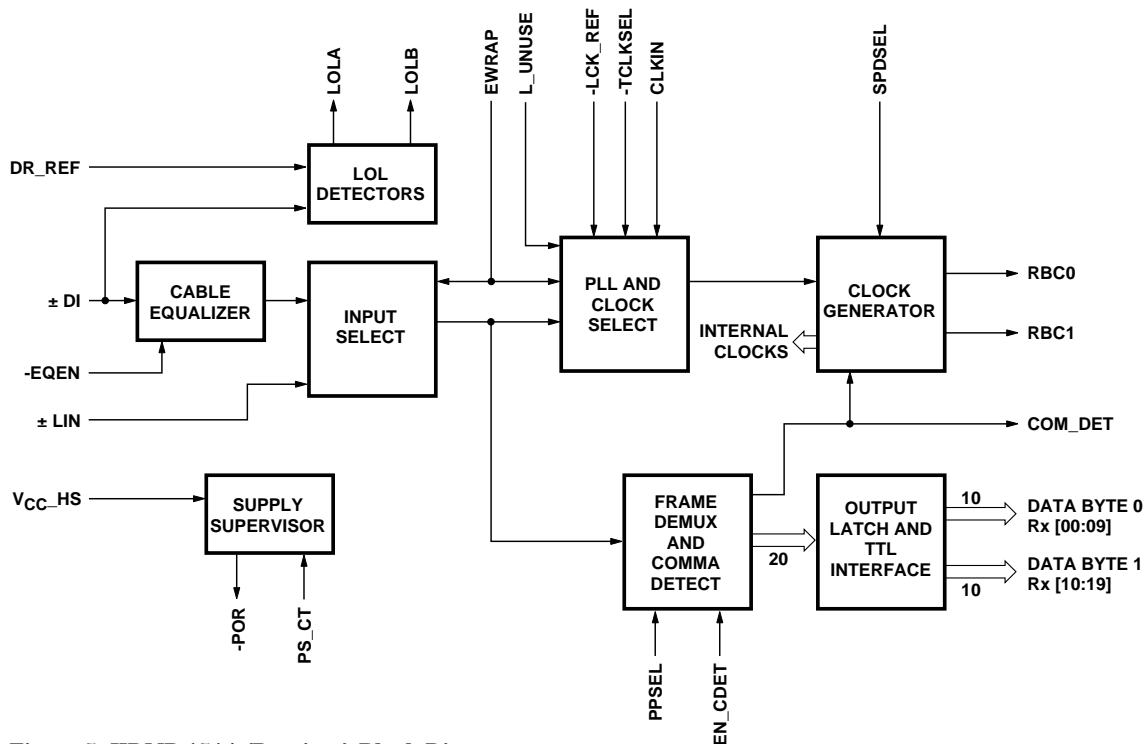 LOLA
LOLB
EWRAP
L_UNUSE
-LCK_REF
-TCLKSEL
CLKIN
SPDSEL
DR_REF
LOL
DETECTORS
± DI
CABLE
EQUALIZER
INPUT
SELECT
PLL AND
CLOCK
SELECT
CLOCK
GENERATOR
RBC0
RBC1
INTERNAL
CLOCKS
-EQEN
± LIN
COM_DET
VCC_HS
SUPPLY
SUPERVISOR
-POR
PS_CT
FRAME
DEMUX
AND
COMMA
DETECT
20
OUTPUT
LATCH AND
TTL
INTERFACE
10
DATA BYTE 0
Rx [00:09]
10
DATA BYTE 1
Rx [10:19]
PPSEL
EN_CDET